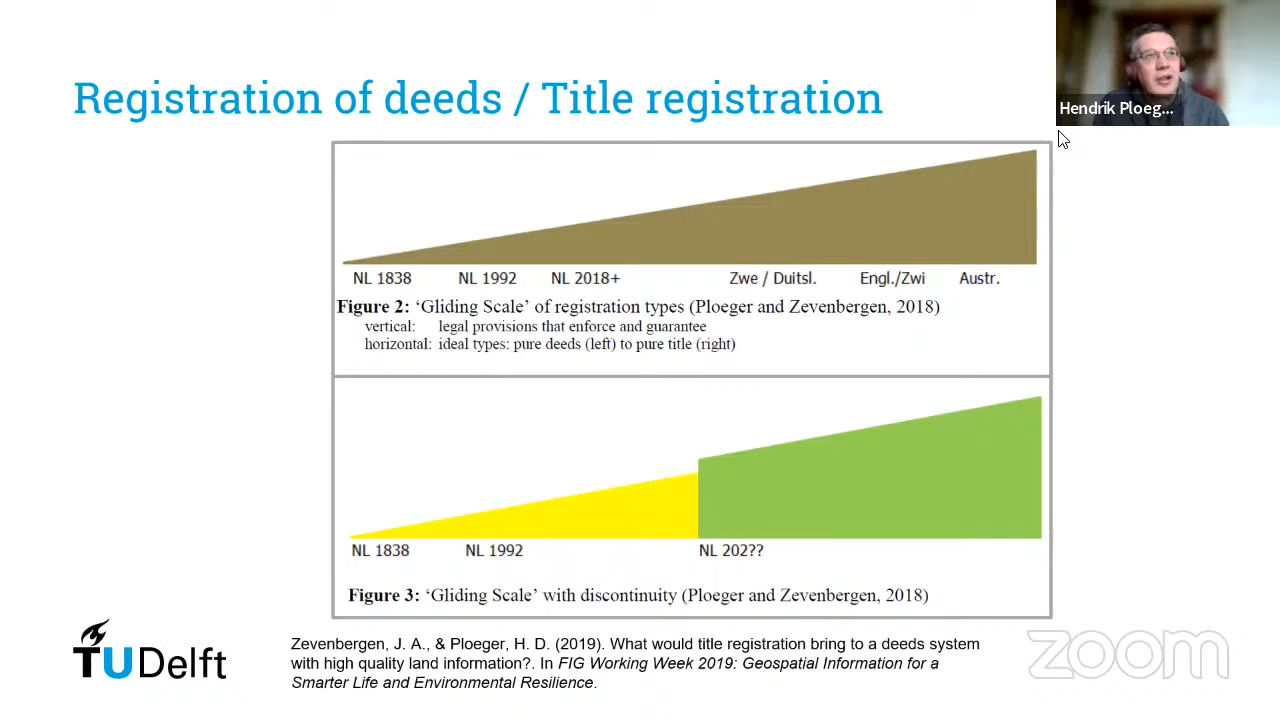 Registration of deeds / Title registration
Hendrik Ploeg...
NL 1838 NL 1992 NL 2018+ Zwe / Duitsl. Engl./Zwi Austr.
Figure 2: ‘Gliding Scale’ of registration types (Ploeger and Zevenbergen, 2018)
vertical: legal provisions that enforce and guarantee
horizontal: ideal types: pure deeds (left) to pure title (right)
NL 1838 NL 1992 NL 202??
Figure 3: ‘Gliding Scale’ with discontinuity (Ploeger and Zevenbergen, 2018)
Zevenbergen, J. A., & Ploeger, H. D. (2019). What would title registration bring to a deeds system
with high quality land information?. In FIG Working Week 2019: Geospatial Information for a
Smarter Life and Environmental Resilience.
TUDelft
zoom